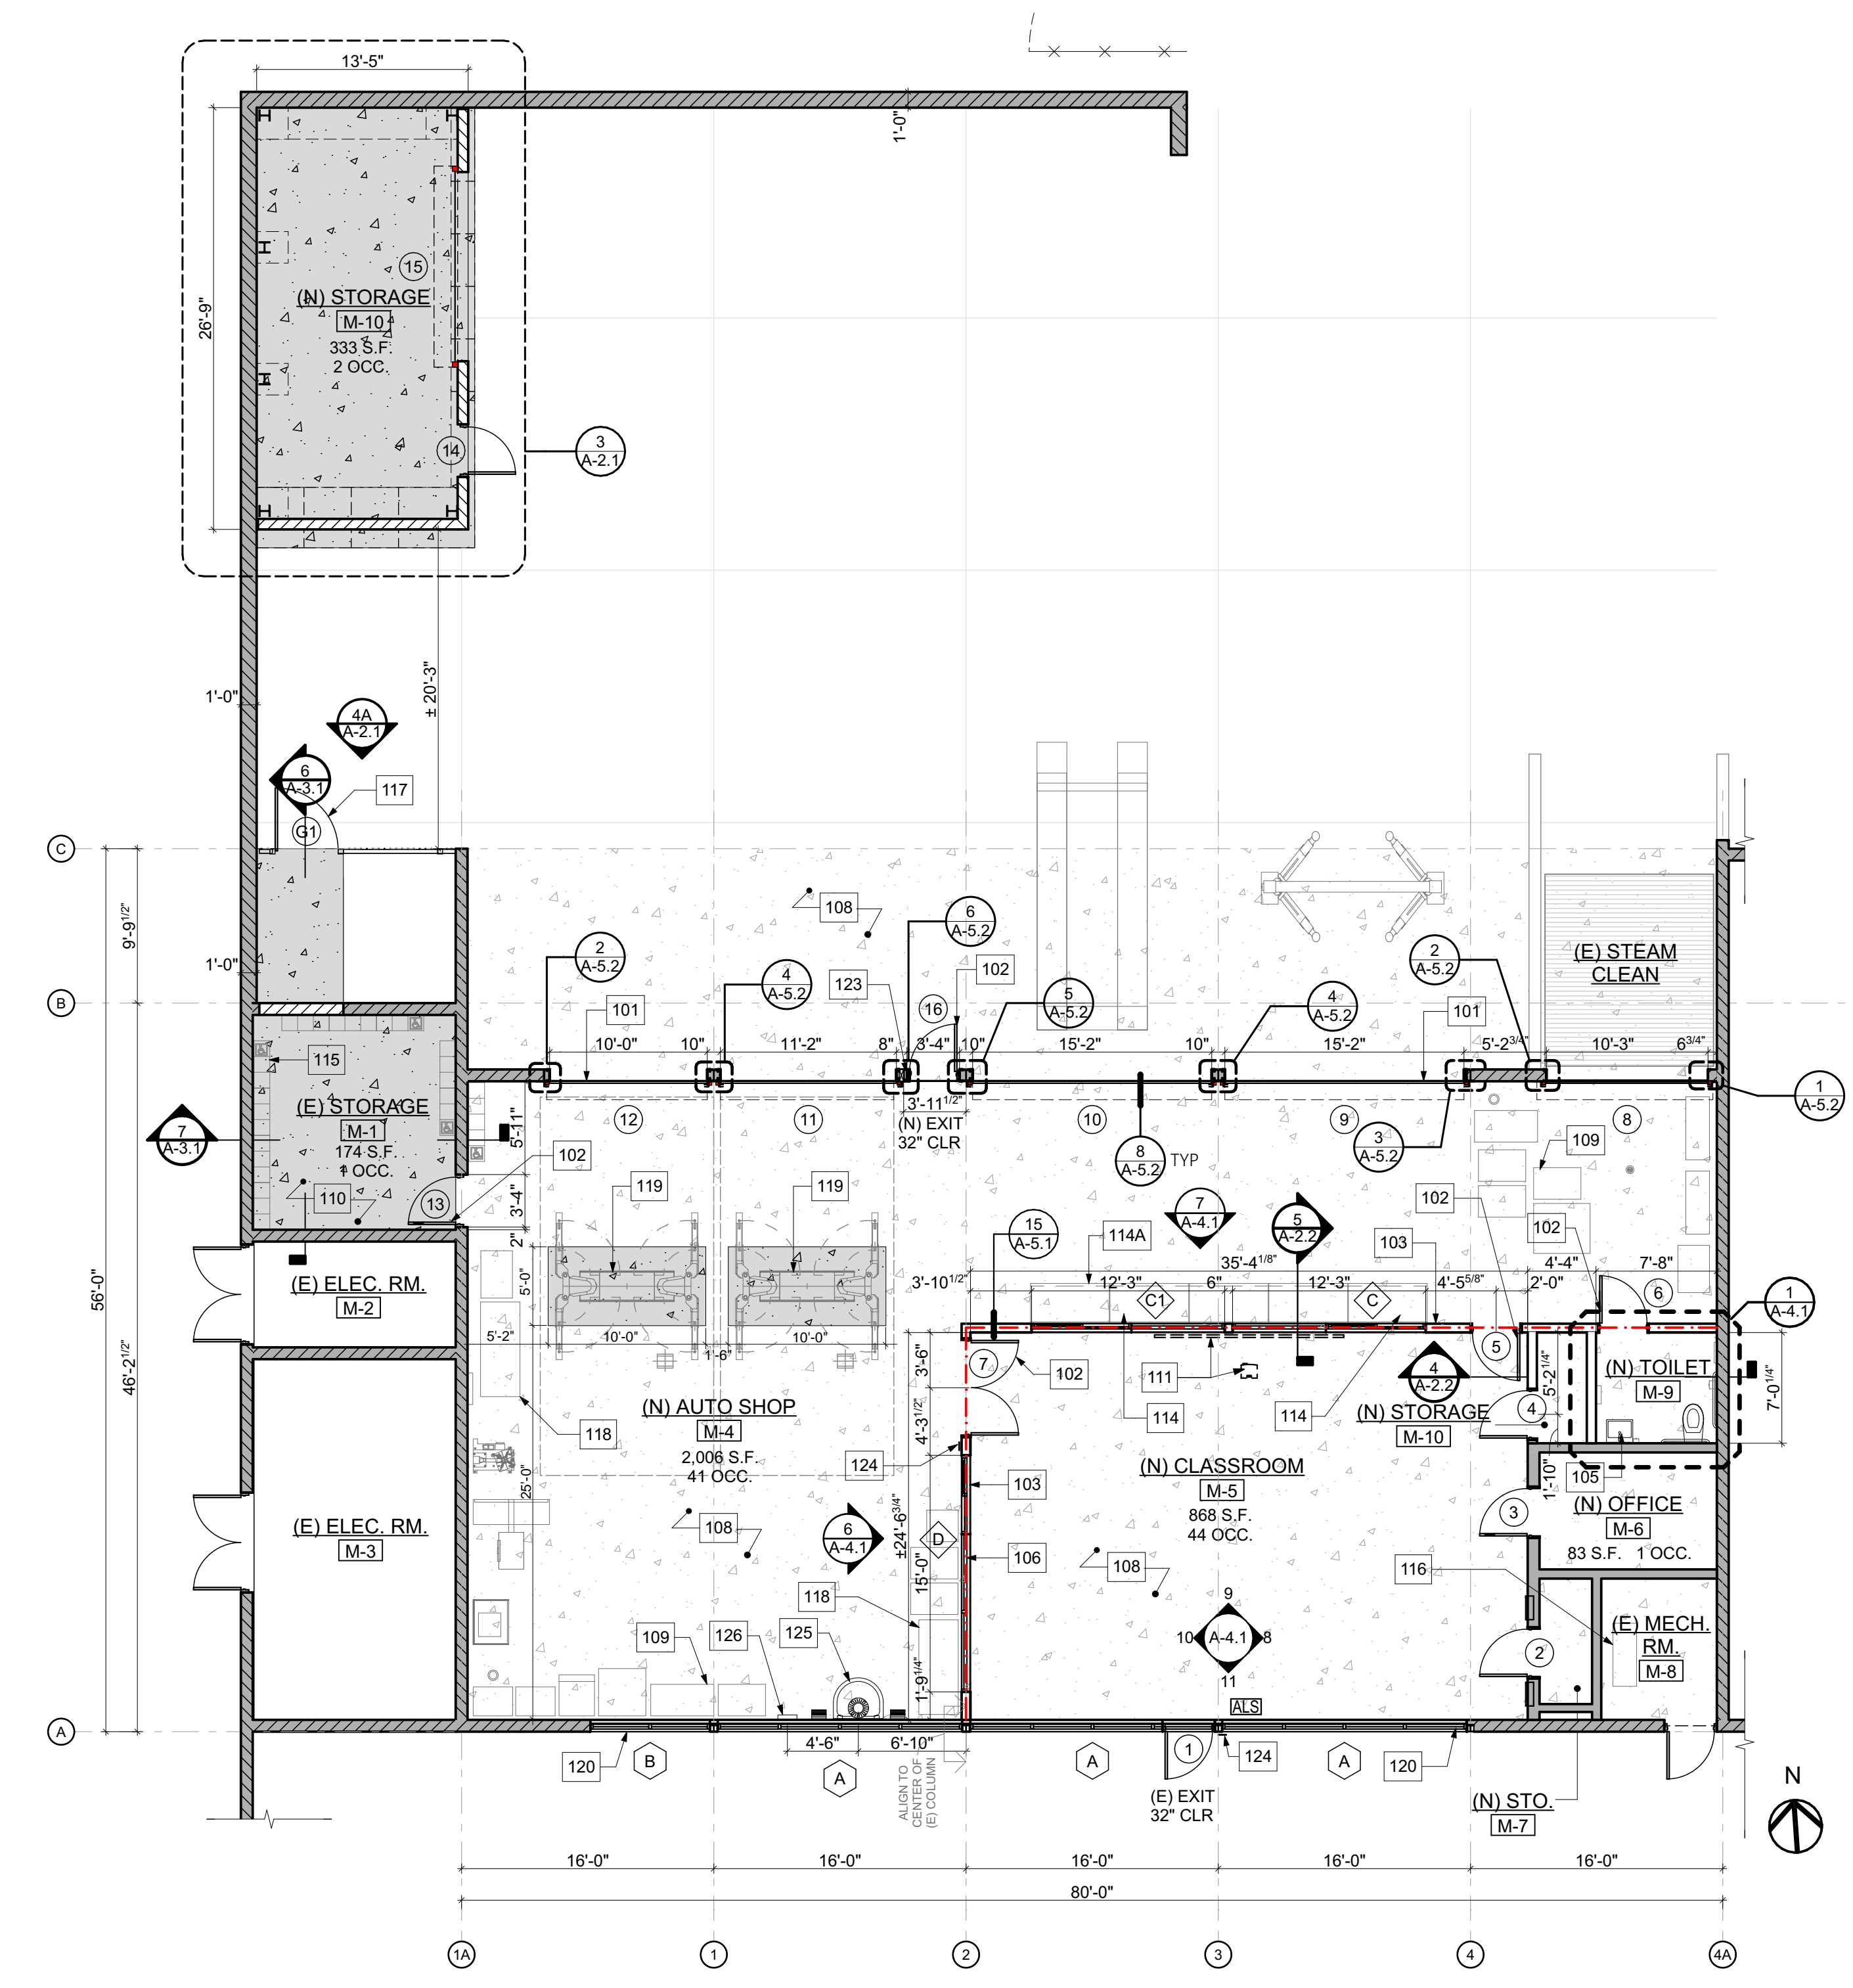 13'-5"
1'-0"
26'-9"
15
(N) STORAGE
M-10
333 S.F.
2 OCC.
14
3
A-2.1
± 20'-3"
1'-0"
4A
A-2.1
6
A-3.1
117
G1
C
9'-9 1/2"
108
6
A-5.2
2
A-5.2
4
A-5.2
123
102
5
A-5.2
4
A-5.2
2
A-5.2
(E) STEAM
CLEAN
1'-0"
B
101
16
101
115
10'-0"
10"
11'-2"
8"
3'-4"
10"
15'-2"
10"
15'-2"
5'-2 3/4"
10'-3"
6 3/4"
1
A-5.2
(E) STORAGE
M-1
174 S.F.
1 OCC.
7
A-3.1
110
13
102
5'-11"
3'-4"
2"
12
11
3'-11 1/2"
(N) EXIT
32" CLR
10
9
8
8
A-5.2
TYP
3
A-5.2
109
119
119
102
102
15
A-5.1
114A
7
A-4.1
5
A-2.2
103
35'-4 1/8"
4'-4"
7'-8"
3'-10 1/2"
12'-3"
6"
12'-3"
4'-5 5/8"
2'-0"
C1
C
6
1
A-4.1
56'-0"
46'-2 1/2"
(E) ELEC. RM.
M-2
5'-0"
5'-2"
10'-0"
1'-6"
10'-0"
3'-6"
7
102
111
114
114
5
4
A-2.2
5'-2 1/4"
(N) TOILET
M-9
7'-0 1/4"
(N) AUTO SHOP
M-4
2,006 S.F.
41 OCC.
118
4'-3 1/2"
124
(N) STORAGE
M-10
4
105
1'-10"
25'-0"
103
(N) CLASSROOM
M-5
868 S.F.
44 OCC.
3
(N) OFFICE
M-6
83 S.F.
1 OCC.
(E) ELEC. RM.
M-3
108
6
A-4.1
±24'-6 3/4"
D
106
15'-0"
108
116
118
9
10
A-4.1
8
11
(E) MECH.
RM.
M-8
109
126
125
1'-9 1/4"
2
ALS
A
4'-6"
6'-10"
120
B
A
ALIGN TO
CENTER OF
(E) COLUMN
A
1
124
A
120
(E) EXIT
32" CLR
(N) STO.
M-7
N
16'-0"
16'-0"
16'-0"
16'-0"
16'-0"
80'-0"
1A
1
2
3
4
4A